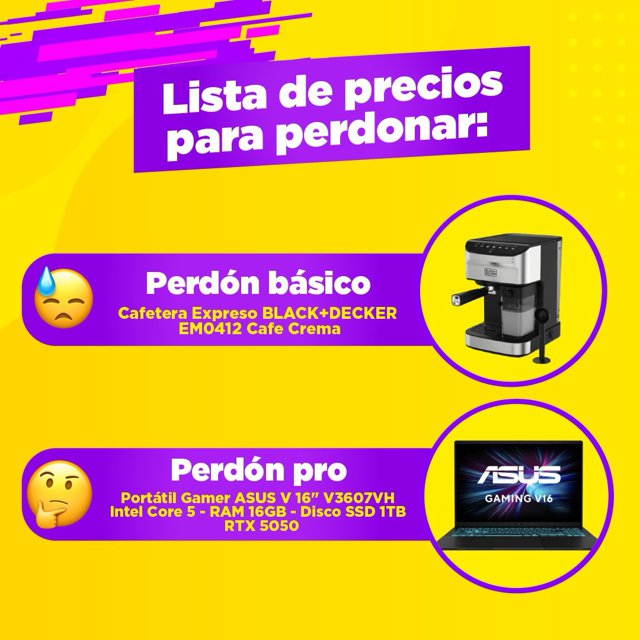 Lista de precios
para perdonar:
Perdón básico
Cafetera Expreso BLACK+DECKER
EM0412 Cafe Crema
Perdón pro
Portátil Gamer ASUS V 16" V3607VH
Intel Core 5 - RAM 16GB - Disco SSD 1TB
RTX 5050
ASUS
GAMING V16